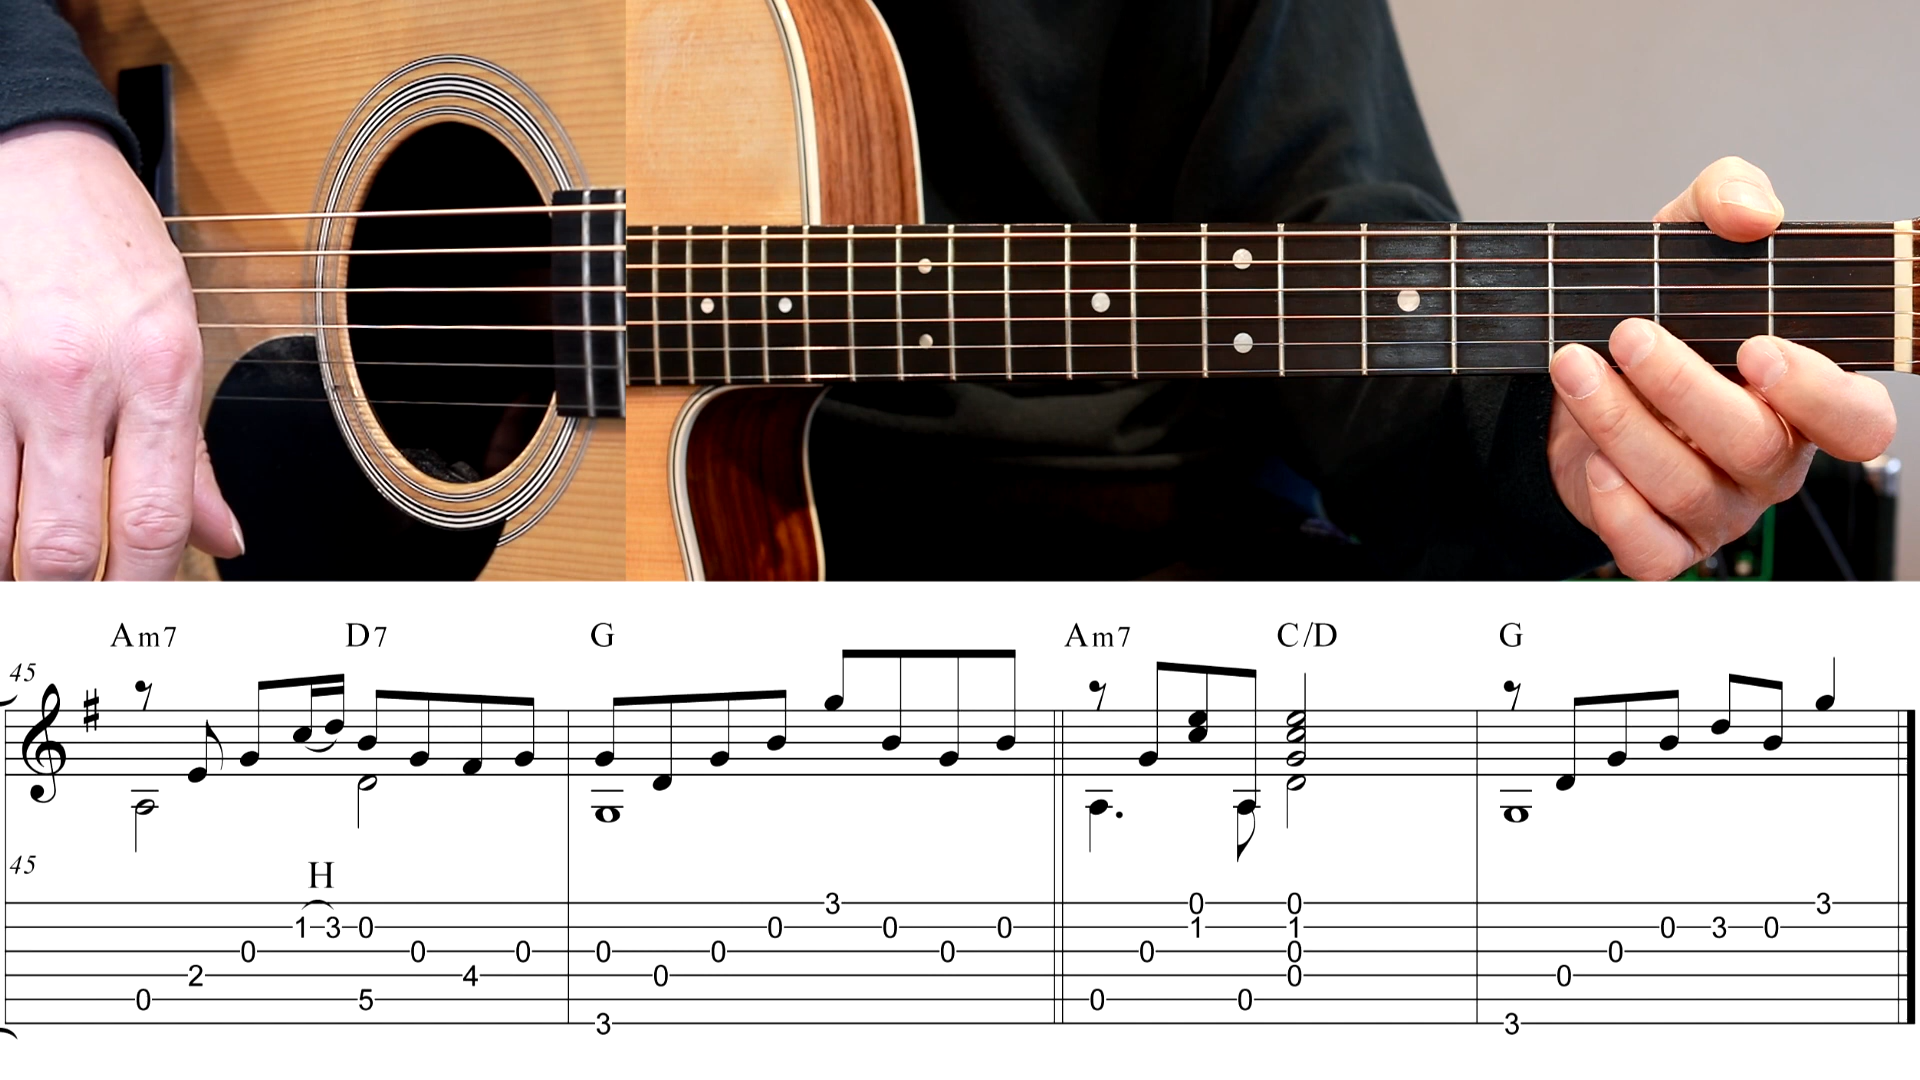 Am7 D7 G Am7 C/D G
45
45
H
3 0 0 3
1 3 0 0 0 0 1 1 0 3 0
0 0 0 0 0 0 0 0 0
2 4 0 0 0
0 5 0 0
3 3